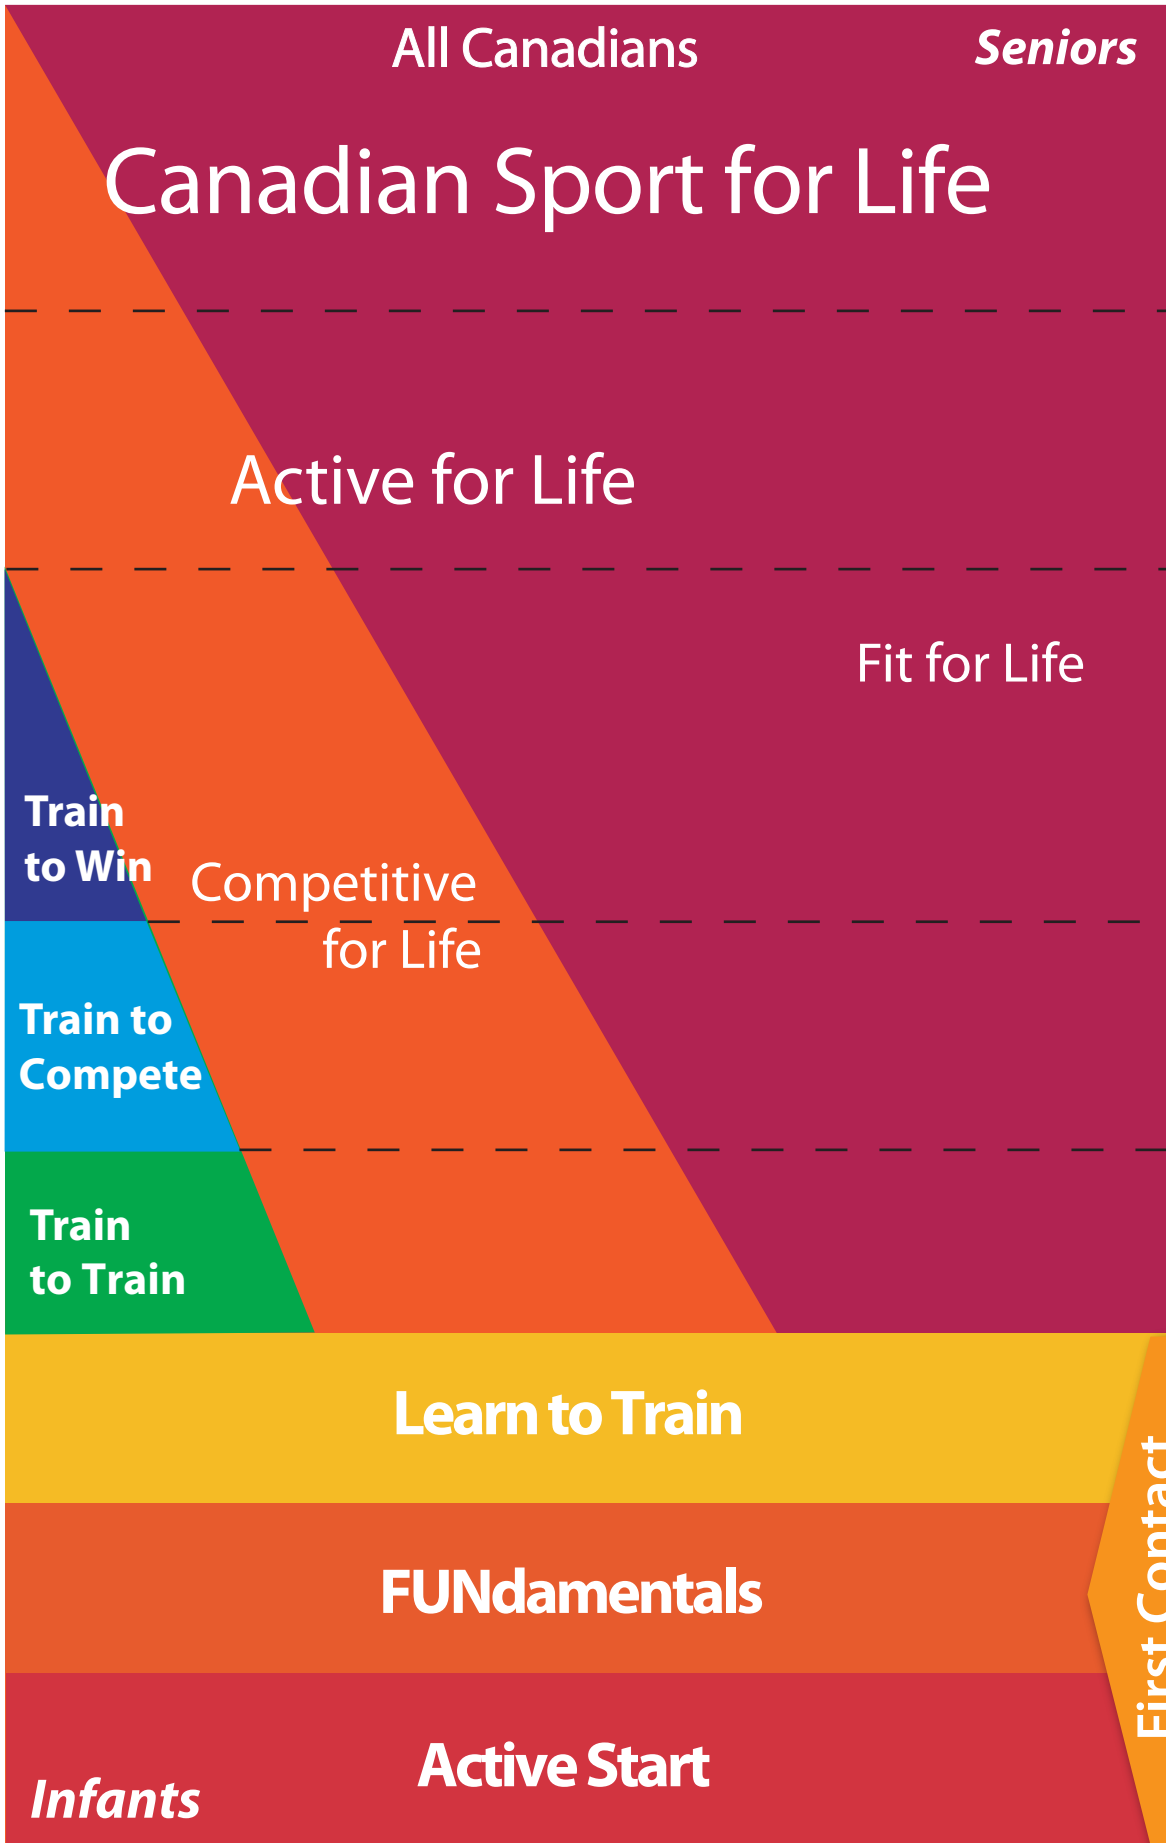 All Canadians
Seniors
Canadian Sport for Life
Active for Life
Fit for Life
Train
to Win
Competitive
for Life
Train to
Compete
Train
to Train
Learn to Train
FUNdamentals
First Contact
Active Start
Infants